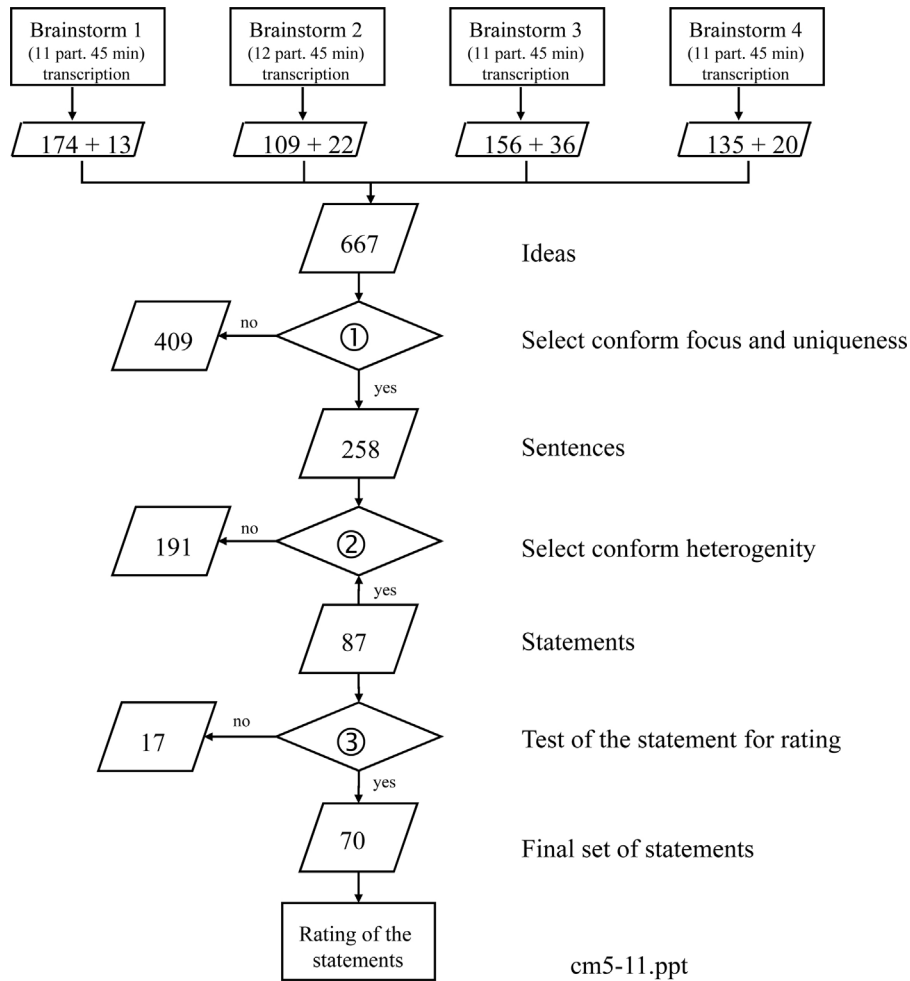 Brainstorm 1
(11 part. 45 min)
transcription
Brainstorm 2
(12 part. 45 min)
transcription
Brainstorm 3
(11 part. 45 min)
transcription
Brainstorm 4
(11 part. 45 min)
transcription
174 + 13
109 + 22
156 + 36
135 + 20
667
Ideas
409
no
①
Select conform focus and uniqueness
yes
258
Sentences
191
no
②
Select conform heterogenity
yes
87
Statements
17
no
③
Test of the statement for rating
yes
70
Final set of statements
Rating of the
statements
cm5-11.ppt